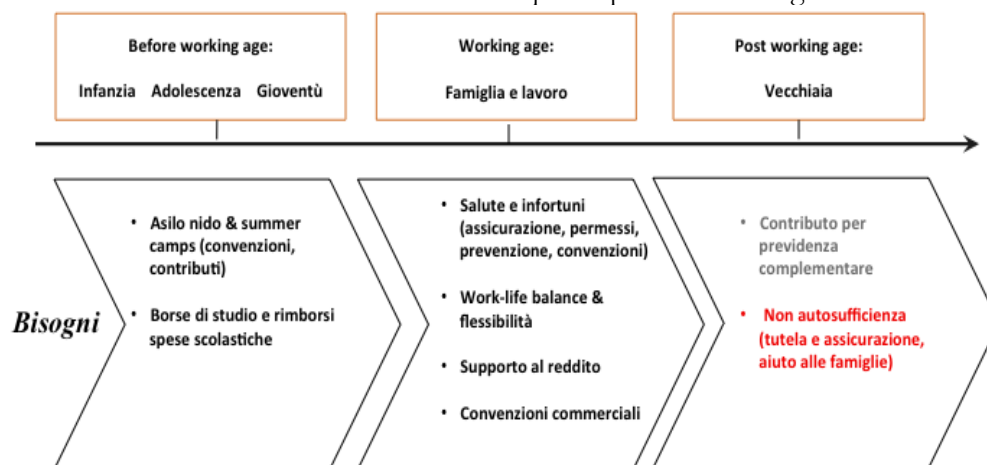 Before working age:
Infanzia Adolescenza Gioventù
Working age:
Famiglia e lavoro
Post working age:
Vecchiaia
Bisogni
• Asilo nido & summer
camps (convenzioni,
contributi)
• Borse di studio e rimborsi
spese scolastiche
• Salute e infortuni
(assicurazione, permessi,
prevenzione, convenzioni)
• Work-life balance &
flessibilità
• Supporto al reddito
• Convenzioni commerciali
• Contributo per
previdenza
complementare
• Non autosufficienza
(tutela e assicurazione,
aiuto alle famiglie)